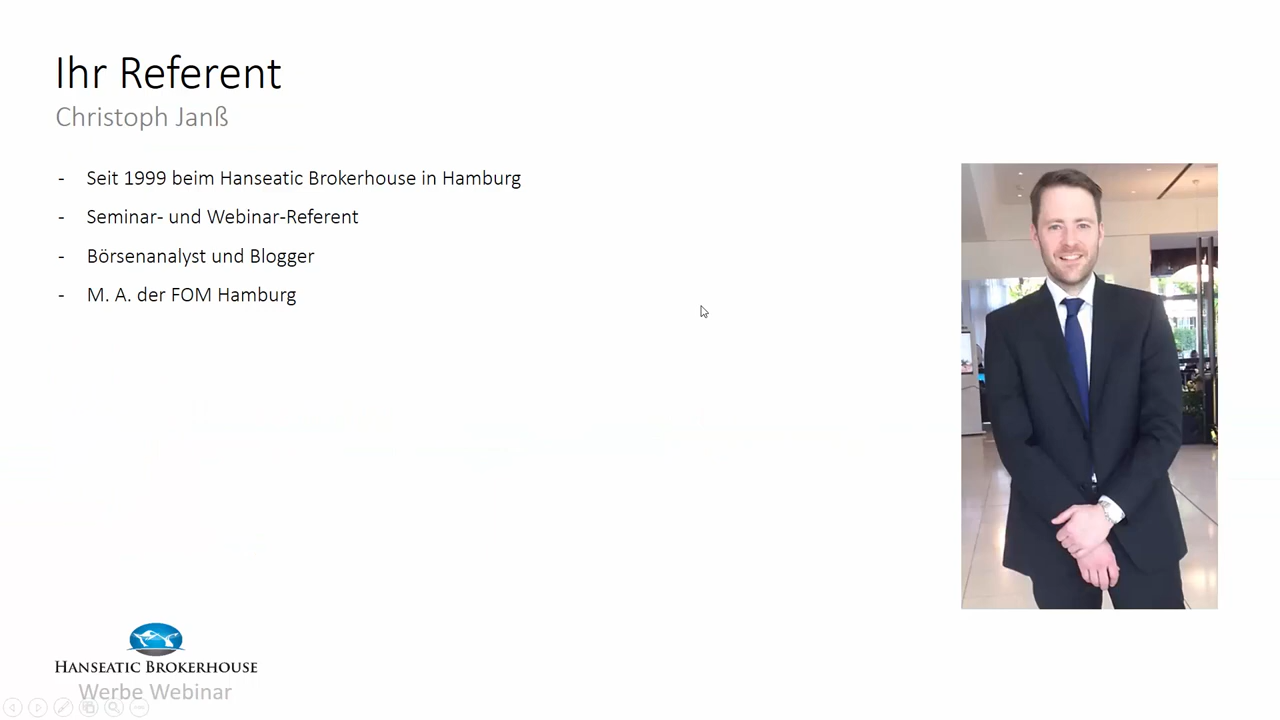 Ihr Referent
Christoph Janß
- Seit 1999 beim Hanseatic Brokerhouse in Hamburg
- Seminar- und Webinar-Referent
- Börsenanalyst und Blogger
- M. A. der FOM Hamburg
HANSEATIC BROKERHOUSE
Werbe Webinar